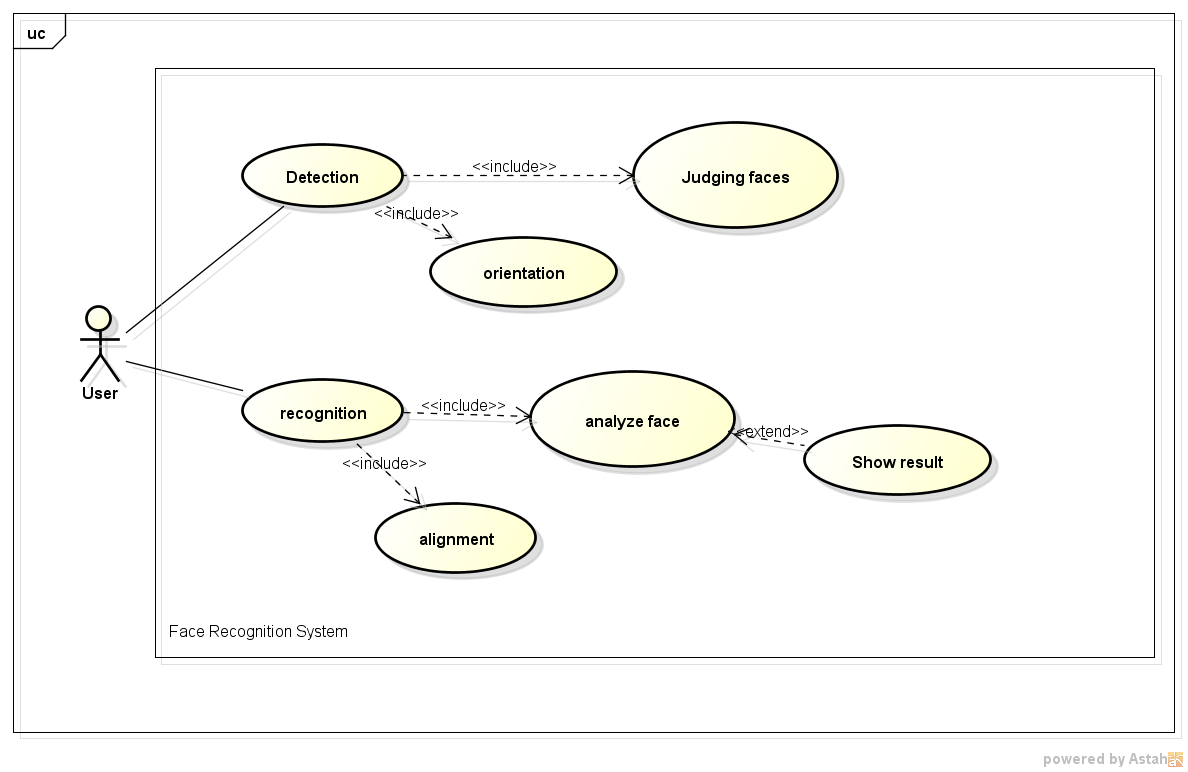 uc
Detection
<<include>>
Judging faces
<<include>>
orientation
User
recognition
<<include>>
analyze face
<<extend>>
Show result
<<include>>
alignment
Face Recognition System
powered by Astah